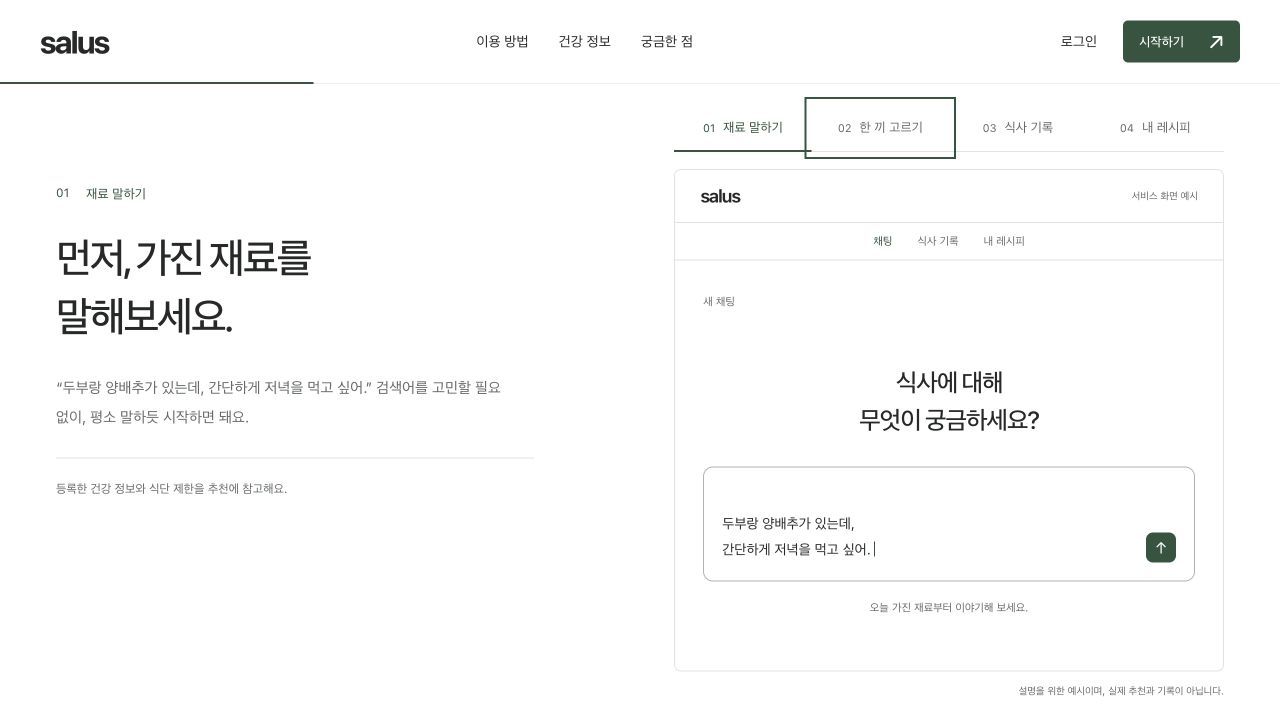 salus
이용 방법 건강 정보 궁금한 점
로그인 시작하기
01 재료 말하기 02 한 끼 고르기 03 식사 기록 04 내 레시피
01 재료 말하기
먼저, 가진 재료를
말해보세요.
“두부랑 양배추가 있는데, 간단하게 저녁을 먹고 싶어.” 검색어를 고민할 필요
없이, 평소 말하듯 시작하면 돼요.
등록한 건강 정보와 식단 제한을 추천에 참고해요.
salus 서비스 화면 예시
채팅 식사 기록 내 레시피
새 채팅
식사에 대해
무엇이 궁금하세요?
두부랑 양배추가 있는데,
간단하게 저녁을 먹고 싶어.
오늘 가진 재료부터 이야기해 보세요.
설명을 위한 예시이며, 실제 추천과 기록이 아닙니다.